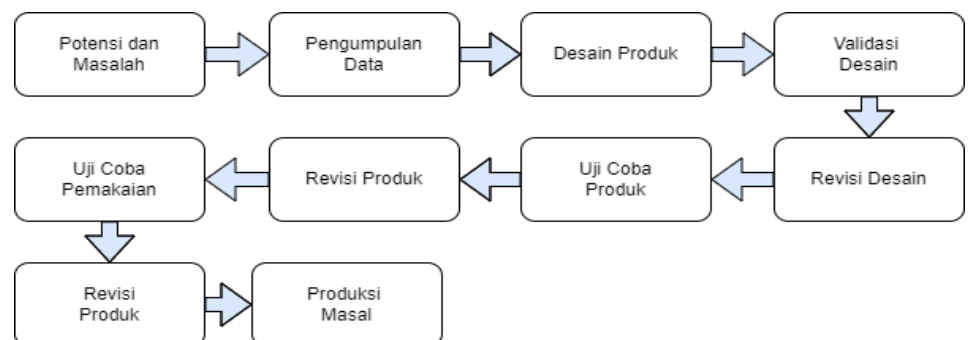 Potensi dan
Masalah
Pengumpulan
Data
Desain Produk
Validasi
Desain
Revisi Desain
Uji Coba
Produk
Revisi Produk
Uji Coba
Pemakaian
Revisi
Produk
Produksi
Masal